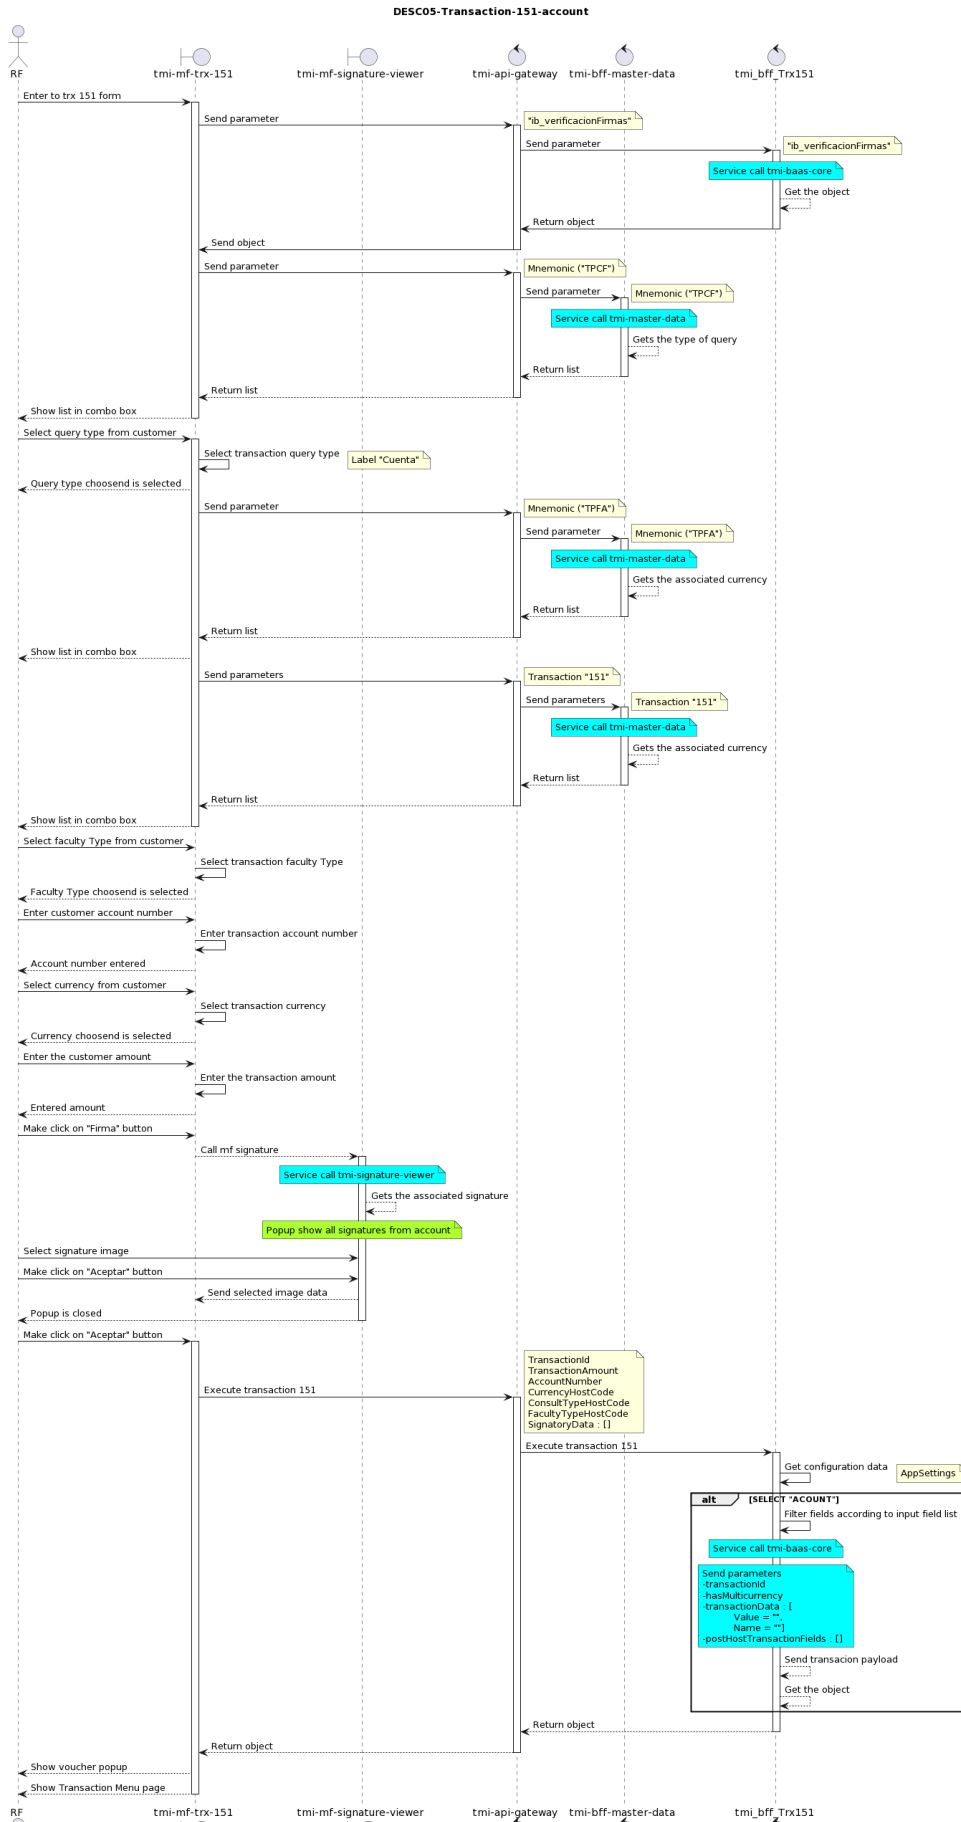 DESC05-Transaction-151-account
RF
tmi-mf-trx-151
tmi-mf-signature-viewer
tmi-api-gateway
tmi-bff-master-data
tmi_bff_Trx151
Enter to trx 151 form
Send parameter
"ib_verificacionFirmas"
Send parameter
"ib_verificacionFirmas"
Service call tmi-baas-core
Get the object
Return object
Send object
Send parameter
Mnemonic ("TPCF")
Send parameter
Mnemonic ("TPCF")
Service call tmi-master-data
Gets the type of query
Return list
Return list
Show list in combo box
Select query type from customer
Select transaction query type
Label "Cuenta"
Query type choosend is selected
Send parameter
Mnemonic ("TPFA")
Send parameter
Mnemonic ("TPFA")
Service call tmi-master-data
Gets the associated currency
Return list
Return list
Show list in combo box
Send parameters
Transaction "151"
Send parameters
Transaction "151"
Service call tmi-master-data
Gets the associated currency
Return list
Return list
Show list in combo box
Select faculty Type from customer
Select transaction faculty Type
Faculty Type choosend is selected
Enter customer account number
Enter transaction account number
Account number entered
Select currency from customer
Select transaction currency
Currency choosend is selected
Enter the customer amount
Enter the transaction amount
Entered amount
Make click on "Firma" button
Call mf signature
Service call tmi-signature-viewer
Gets the associated signature
Popup show all signatures from account
Select signature image
Make click on "Aceptar" button
Send selected image data
Popup is closed
Make click on "Aceptar" button
Execute transaction 151
TransactionId
TransactionAmount
AccountNumber
CurrencyHostCode
ConsultTypeHostCode
FacultyTypeHostCode
SignatoryData : []
Execute transaction 151
Get configuration data
AppSettings
alt
[SELECT "ACOUNT"]
Filter fields according to input field list
Service call tmi-baas-core
Send parameters
-transactionId
-hasMulticurrency
-transactionData : [
Value = "",
Name = ""]
-postHostTransactionFields : []
Send transacion payload
Get the object
Return object
Return object
Show voucher popup
Show Transaction Menu page
RF
tmi-mf-trx-151
tmi-mf-signature-viewer
tmi-api-gateway
tmi-bff-master-data
tmi_bff_Trx151